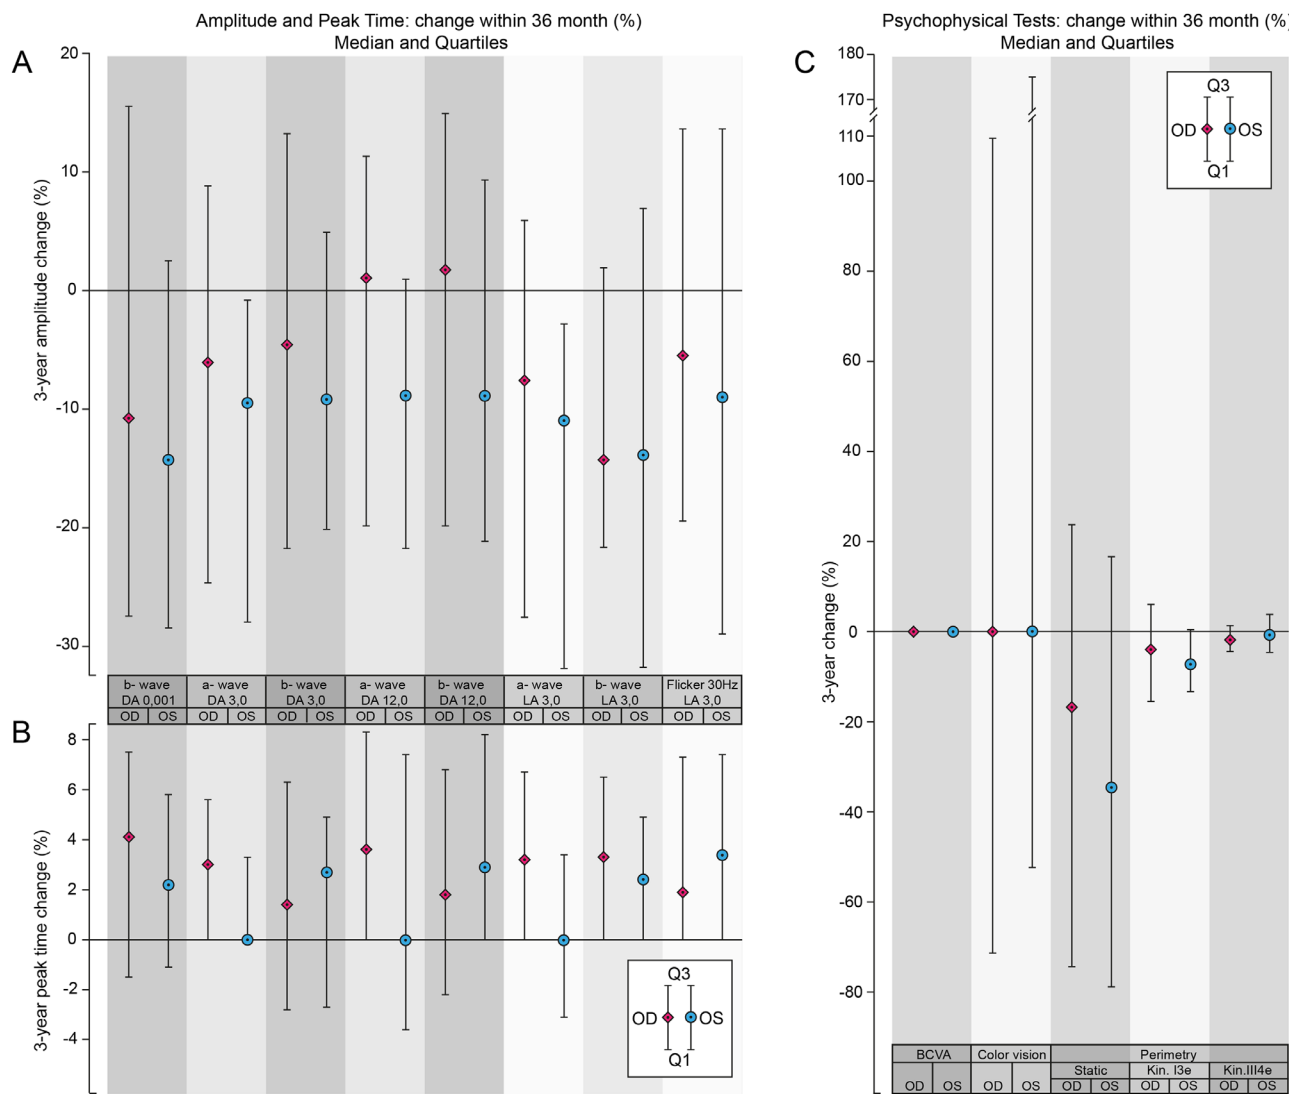 Amplitude and Peak Time: change within 36 month (%)
Median and Quartiles
A
20
10
0
-10
-20
-30
3-year amplitude change (%)
b- wave a- wave b- wave a- wave b- wave a- wave b- wave Flicker 30Hz
DA 0,001 DA 3,0 DA 3,0 DA 12,0 DA 12,0 LA 3,0 LA 3,0 LA 3,0
OD OS OD OS OD OS OD OS OD OS OD OS OD OS OD OS
B
8
6
4
2
0
-2
-4
3-year peak time change (%)
Q3
OD OS
Q1
Psychophysical Tests: change within 36 month (%)
Median and Quartiles
C
180
170
110
100
80
60
40
20
0
-20
-40
-60
-80
3-year change (%)
Q3
OD OS
Q1
BCVA Color vision Perimetry
Static Kin. I3e Kin.III4e
OD OS OD OS OD OS OD OS OD OS